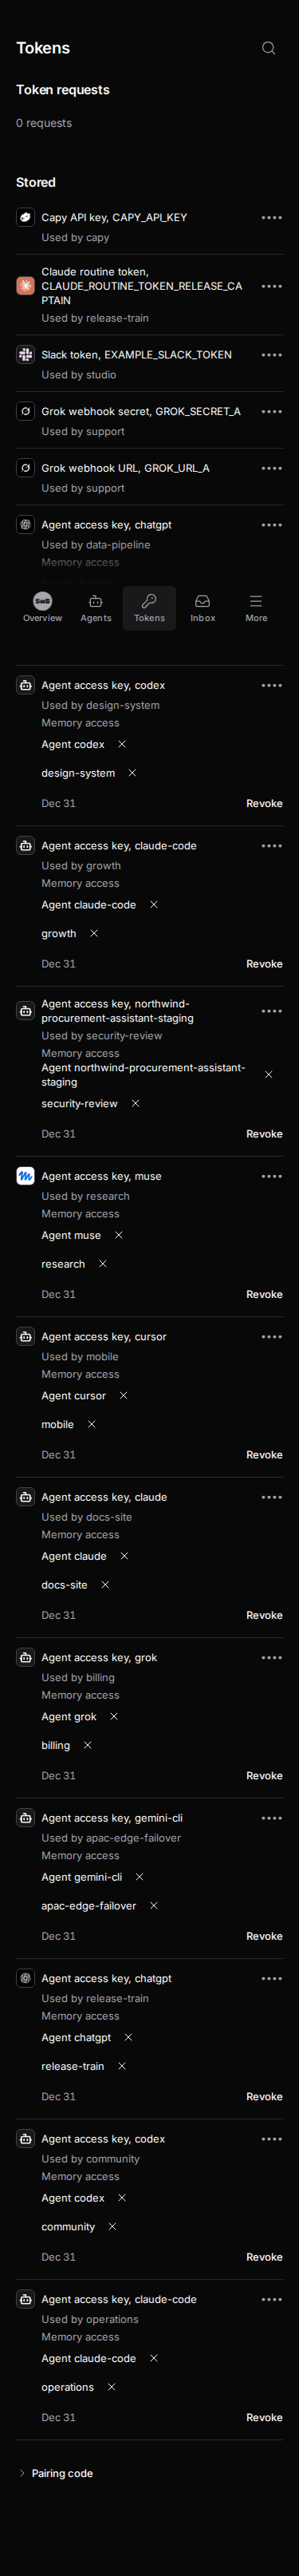 Tokens
Token requests
0 requests
Stored
Capy API key, CAPY_API_KEY
Used by capy
Claude routine token,
CLAUDE_ROUTINE_TOKEN_RELEASE_CA
PTAIN
Used by release-train
Slack token, EXAMPLE_SLACK_TOKEN
Used by studio
Grok webhook secret, GROK_SECRET_A
Used by support
Grok webhook URL, GROK_URL_A
Used by support
Agent access key, chatgpt
Used by data-pipeline
Memory access
SwB
Overview Agents Tokens Inbox More
Agent access key, codex
Used by design-system
Memory access
Agent codex
design-system
Dec 31 Revoke
Agent access key, claude-code
Used by growth
Memory access
Agent claude-code
growth
Dec 31 Revoke
Agent access key, northwind-
procurement-assistant-staging
Used by security-review
Memory access
Agent northwind-procurement-assistant-
staging
security-review
Dec 31 Revoke
Agent access key, muse
Used by research
Memory access
Agent muse
research
Dec 31 Revoke
Agent access key, cursor
Used by mobile
Memory access
Agent cursor
mobile
Dec 31 Revoke
Agent access key, claude
Used by docs-site
Memory access
Agent claude
docs-site
Dec 31 Revoke
Agent access key, grok
Used by billing
Memory access
Agent grok
billing
Dec 31 Revoke
Agent access key, gemini-cli
Used by apac-edge-failover
Memory access
Agent gemini-cli
apac-edge-failover
Dec 31 Revoke
Agent access key, chatgpt
Used by release-train
Memory access
Agent chatgpt
release-train
Dec 31 Revoke
Agent access key, codex
Used by community
Memory access
Agent codex
community
Dec 31 Revoke
Agent access key, claude-code
Used by operations
Memory access
Agent claude-code
operations
Dec 31 Revoke
Pairing code